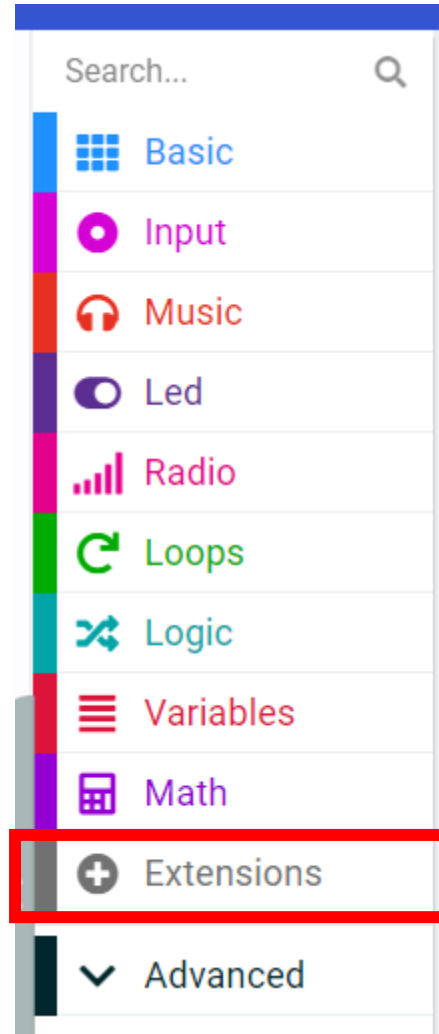 Search...
Basic
Input
Music
Led
Radio
Loops
Logic
Variables
Math
Extensions
Advanced